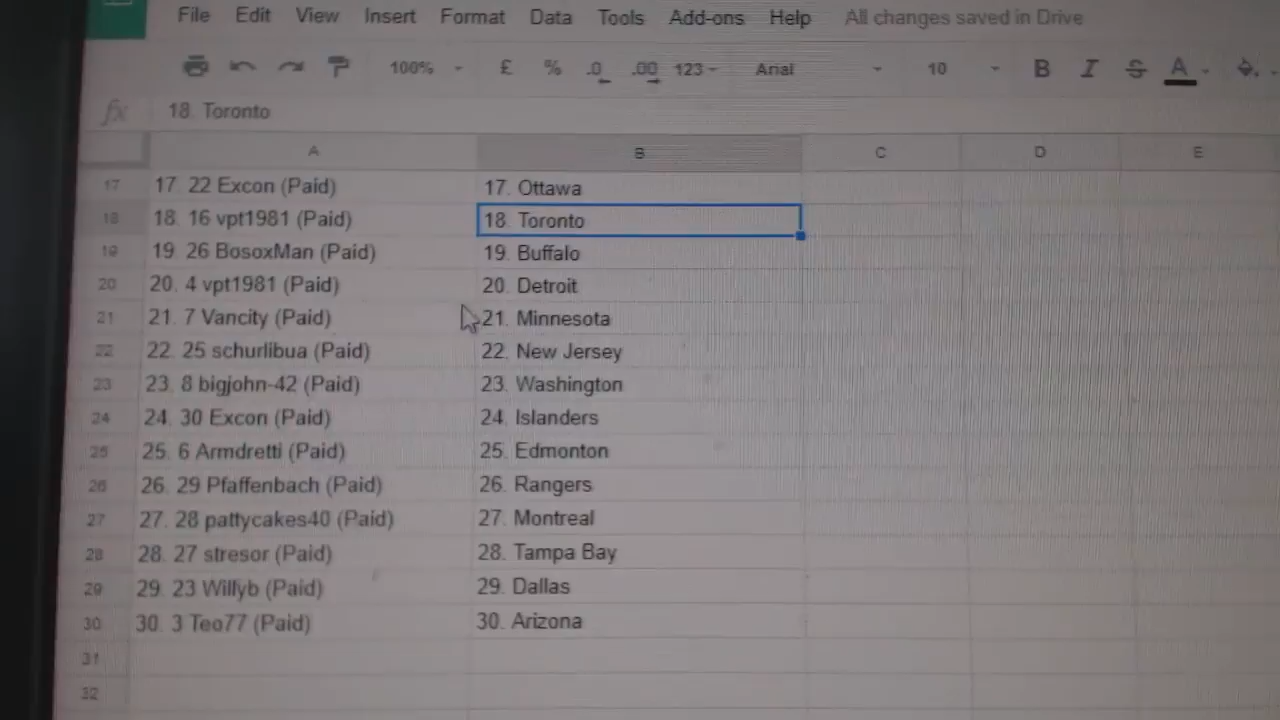 File Edit View Insert Format Data Tools Add-ons Help All changes saved in Drive
100% £ % .0 .00 123 Arial 10 B I S A
fx 18. Toronto
A B C D E
17 17. 22 Excon (Paid) 17. Ottawa
18 18. 16 vpt1981 (Paid) 18. Toronto
19 19. 26 BosoxMan (Paid) 19. Buffalo
20 20. 4 vpt1981 (Paid) 20. Detroit
21 21. 7 Vancity (Paid) 21. Minnesota
22 22. 25 schurlibua (Paid) 22. New Jersey
23 23. 8 bigjohn-42 (Paid) 23. Washington
24 24. 30 Excon (Paid) 24. Islanders
25 25. 6 Armdretti (Paid) 25. Edmonton
26 26. 29 Pfaffenbach (Paid) 26. Rangers
27 27. 28 pattycakes40 (Paid) 27. Montreal
28 28. 27 stresor (Paid) 28. Tampa Bay
29 29. 23 Willyb (Paid) 29. Dallas
30 30. 3 Teo77 (Paid) 30. Arizona
31
32